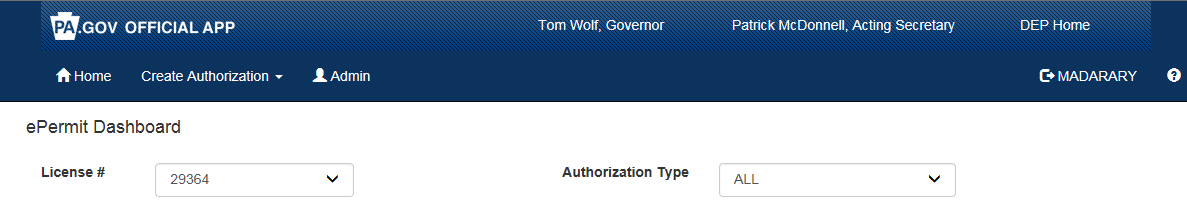 PA.GOV OFFICIAL APP Tom Wolf, Governor Patrick McDonnell, Acting Secretary DEP Home
Home Create Authorization Admin MADARARY ?
ePermit Dashboard
License # 29364 Authorization Type ALL